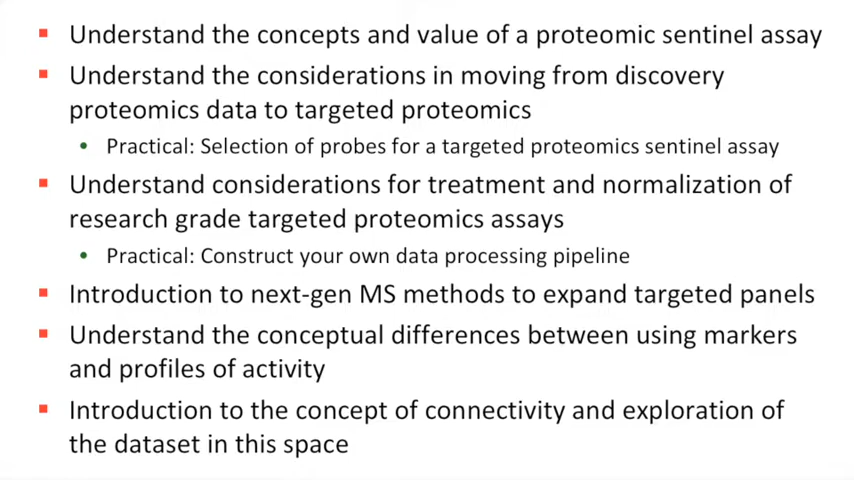 Understand the concepts and value of a proteomic sentinel assay
Understand the considerations in moving from discovery
proteomics data to targeted proteomics
Practical: Selection of probes for a targeted proteomics sentinel assay
Understand considerations for treatment and normalization of
research grade targeted proteomics assays
Practical: Construct your own data processing pipeline
Introduction to next-gen MS methods to expand targeted panels
Understand the conceptual differences between using markers
and profiles of activity
Introduction to the concept of connectivity and exploration of
the dataset in this space